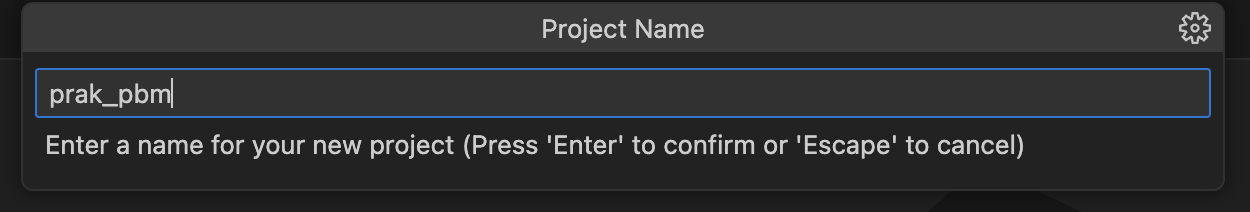 Project Name
prak_pbm
Enter a name for your new project (Press 'Enter' to confirm or 'Escape' to cancel)